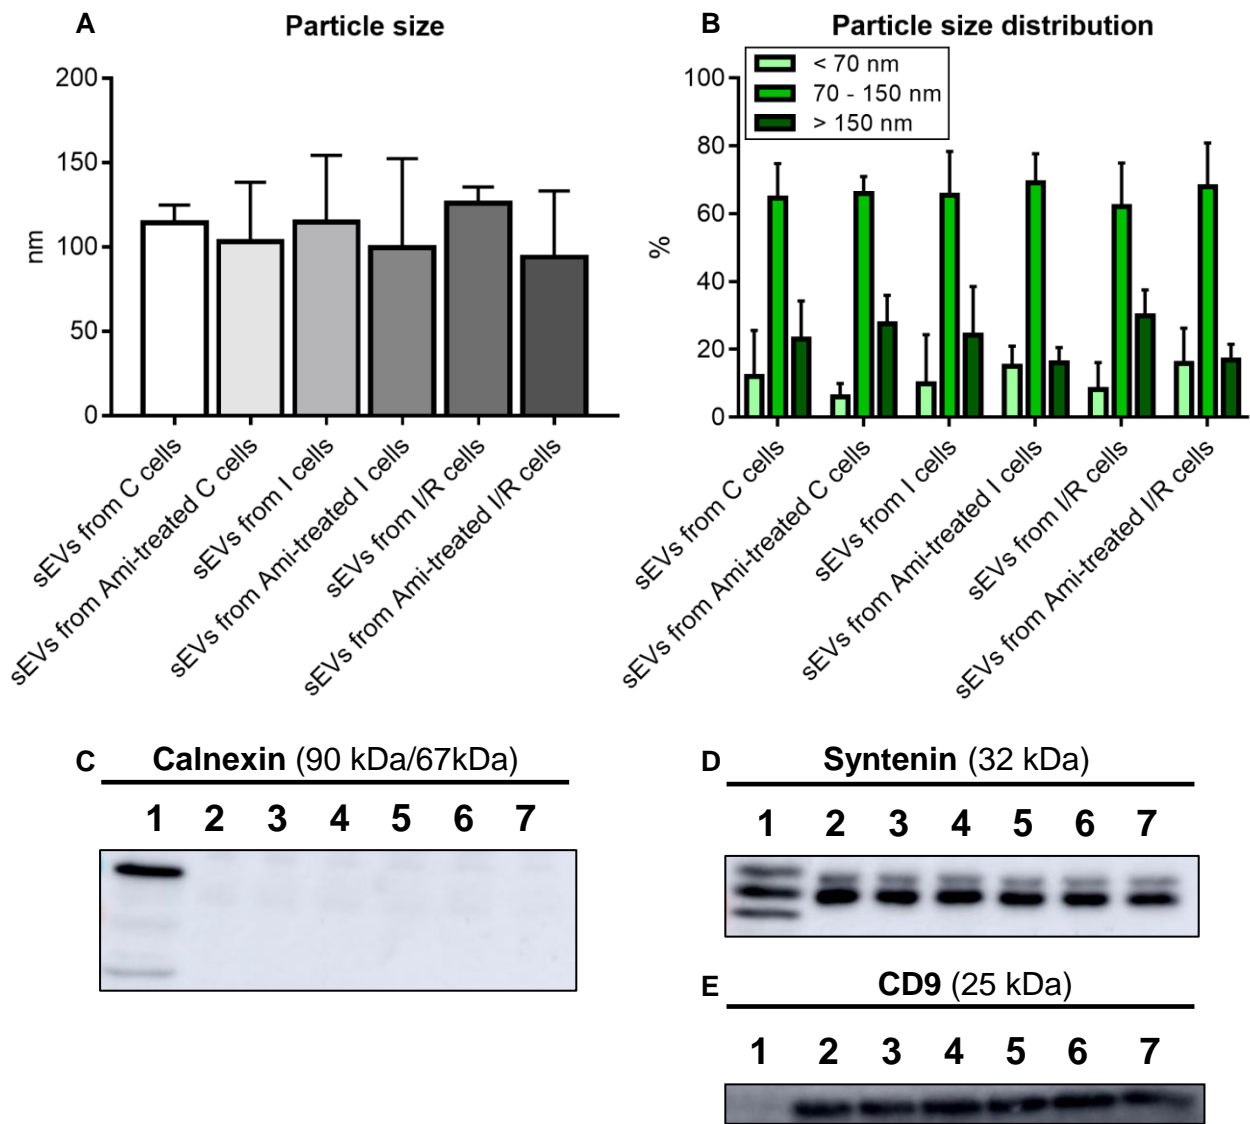 A
Particle size
200
150
100
50
0
nm
sEVs from C cells
sEVs from Ami-treated C cells
sEVs from I cells
sEVs from Ami-treated I cells
sEVs from I/R cells
sEVs from Ami-treated I/R cells
B
Particle size distribution
< 70 nm
70 - 150 nm
> 150 nm
100
80
60
40
20
0
%
sEVs from C cells
sEVs from Ami-treated C cells
sEVs from I cells
sEVs from Ami-treated I cells
sEVs from I/R cells
sEVs from Ami-treated I/R cells
C
Calnexin (90 kDa/67kDa)
1 2 3 4 5 6 7
D
Syntenin (32 kDa)
1 2 3 4 5 6 7
E
CD9 (25 kDa)
1 2 3 4 5 6 7